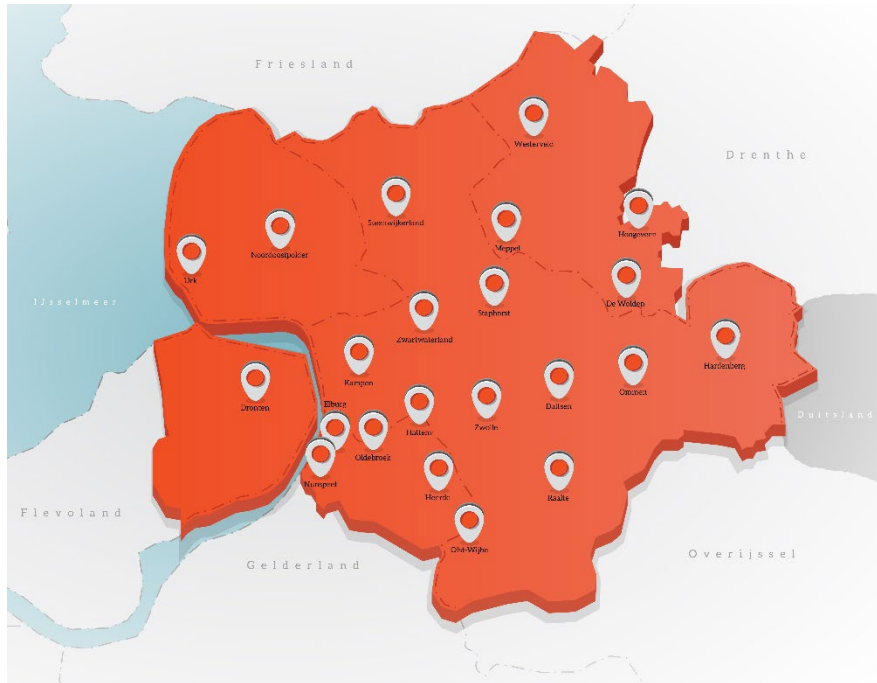 Friesland
Westerveld
Drenthe
Steenwijkerland
Hoogeveen
Meppel
Noordoostpolder
Urk
Staphorst
De Wolden
IJsselmeer
Zwartwaterland
Hardenberg
Kampen
Ommen
Dalfsen
Dronten
Elburg
Duitsland
Zwolle
Hattem
Oldebroek
Nunspeet
Heerde
Raalte
Flevoland
Olst-Wijhe
Overijssel
Gelderland